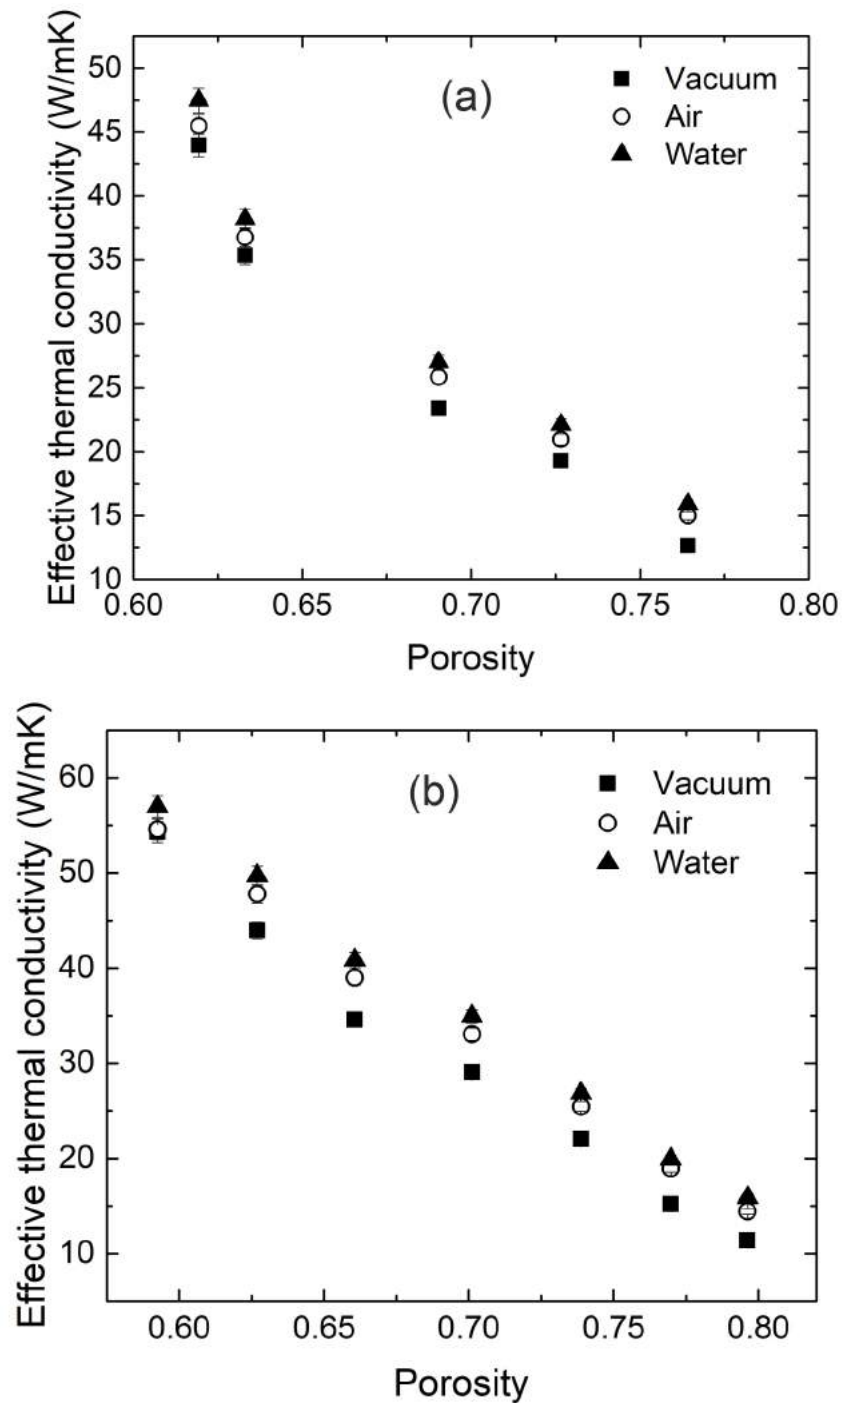 (a)
Vacuum
Air
Water
Effective thermal conductivity (W/mK)
50
45
40
35
30
25
20
15
10
0.60 0.65 0.70 0.75 0.80
Porosity
(b)
Vacuum
Air
Water
Effective thermal conductivity (W/mK)
60
50
40
30
20
10
0.60 0.65 0.70 0.75 0.80
Porosity